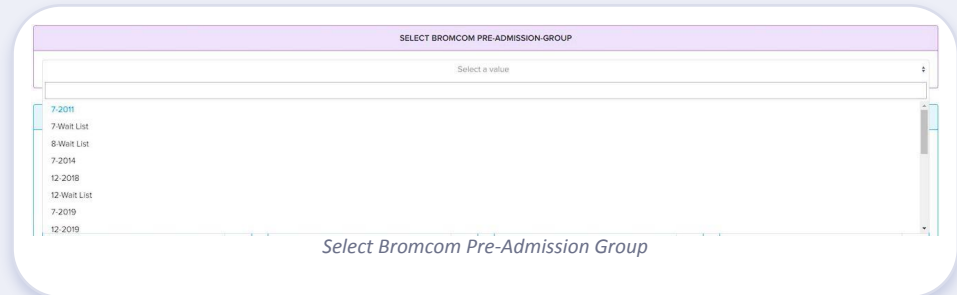 SELECT BROMCOM PRE-ADMISSION-GROUP
Select a value
7-2011
7-Wait List
8-Wait List
7-2014
12-2018
12-Wait List
7-2019
12-2019
Select Bromcom Pre-Admission Group